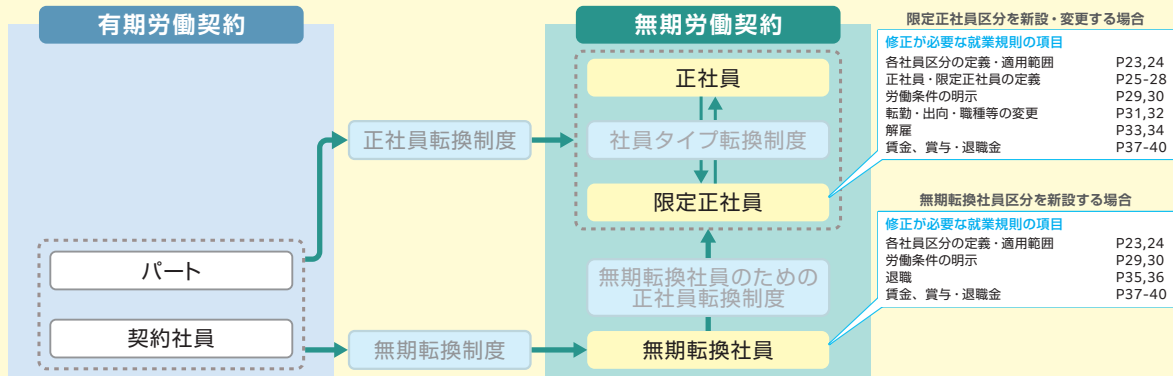 有期労働契約
パート
契約社員
正社員転換制度
無期転換制度
無期労働契約
正社員
社員タイプ転換制度
限定正社員
無期転換社員のための
正社員転換制度
無期転換社員
限定正社員区分を新設・変更する場合
修正が必要な就業規則の項目
各社員区分の定義・適用範囲 P23,24
正社員・限定正社員の定義 P25-28
労働条件の明示 P29,30
転勤・出向・職種等の変更 P31,32
解雇 P33,34
賃金、賞与・退職金 P37-40
無期転換社員区分を新設する場合
修正が必要な就業規則の項目
各社員区分の定義・適用範囲 P23,24
労働条件の明示 P29,30
退職 P35,36
賃金、賞与・退職金 P37-40